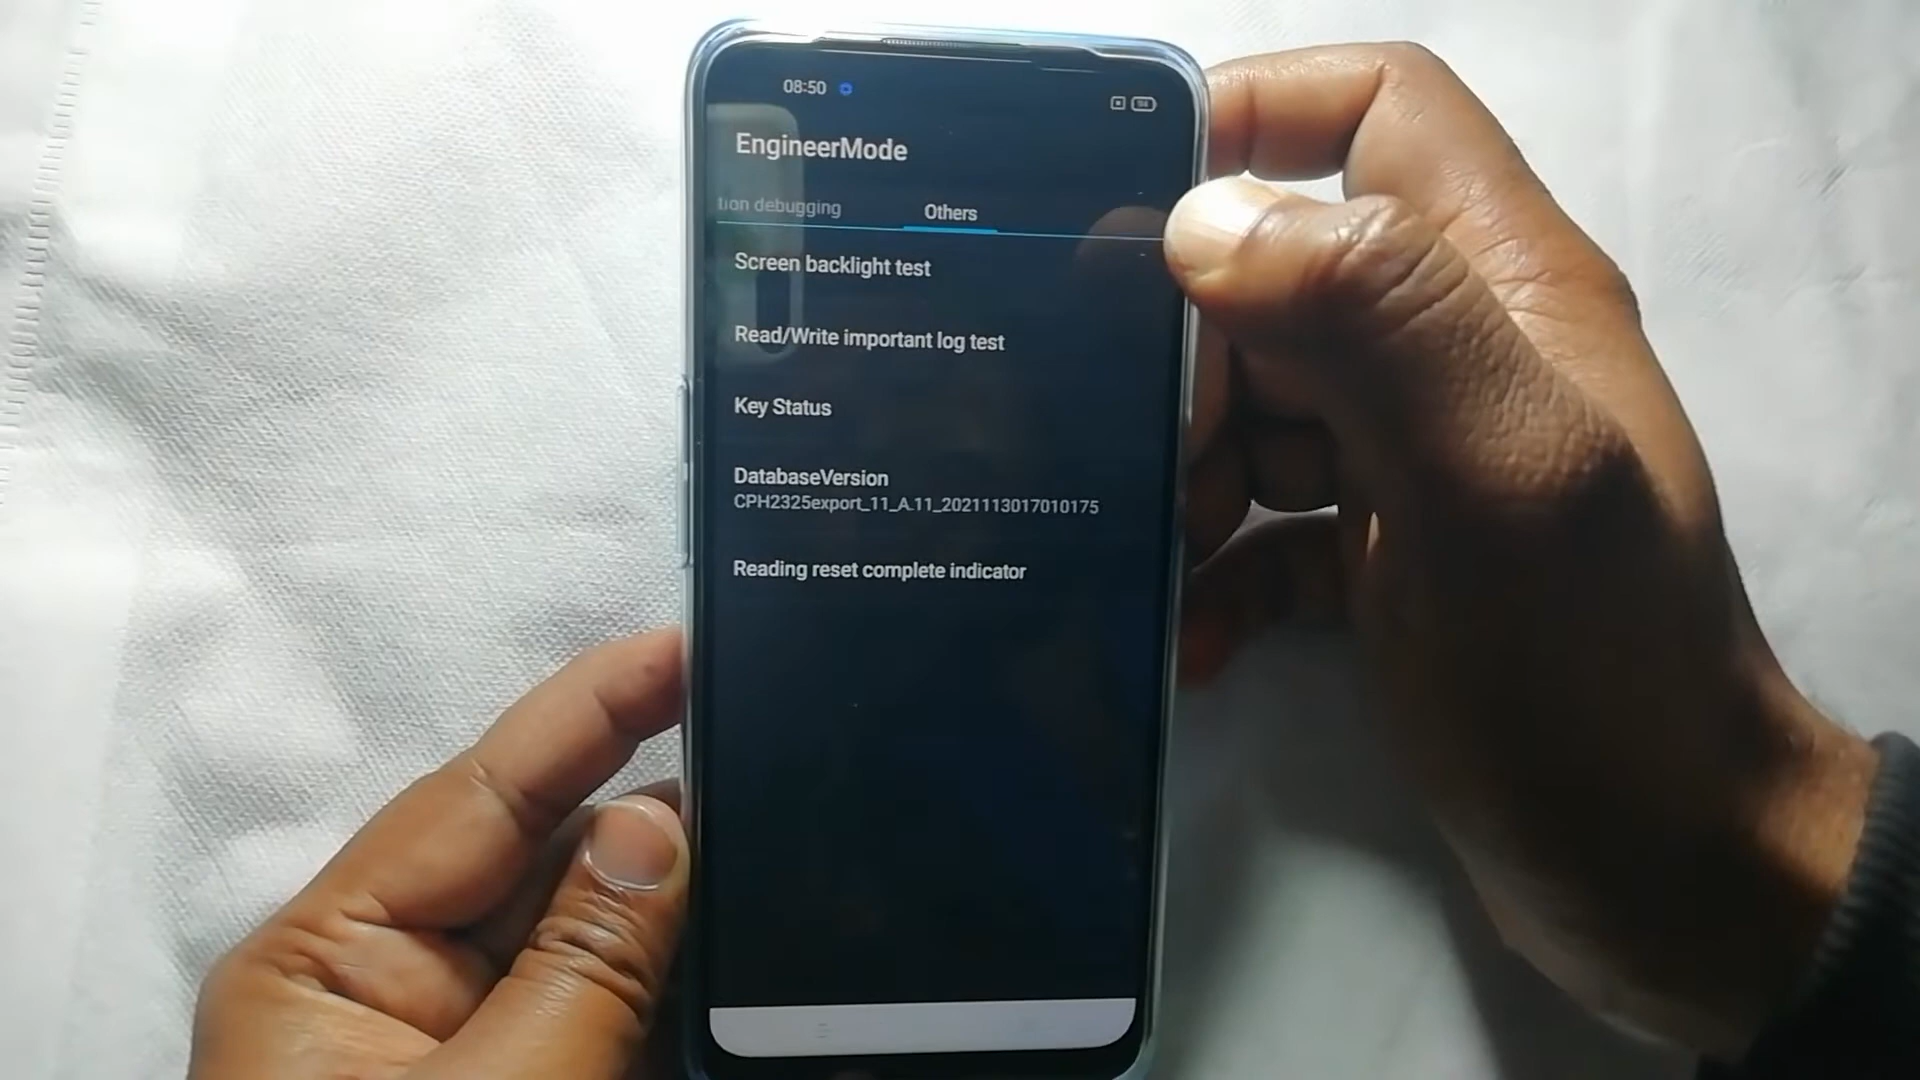 08:50
94
EngineerMode
tion debugging
Others
Screen backlight test
Read/Write important log test
Key Status
DatabaseVersion
CPH2325export_11_A.11_2021113017010175
Reading reset complete indicator